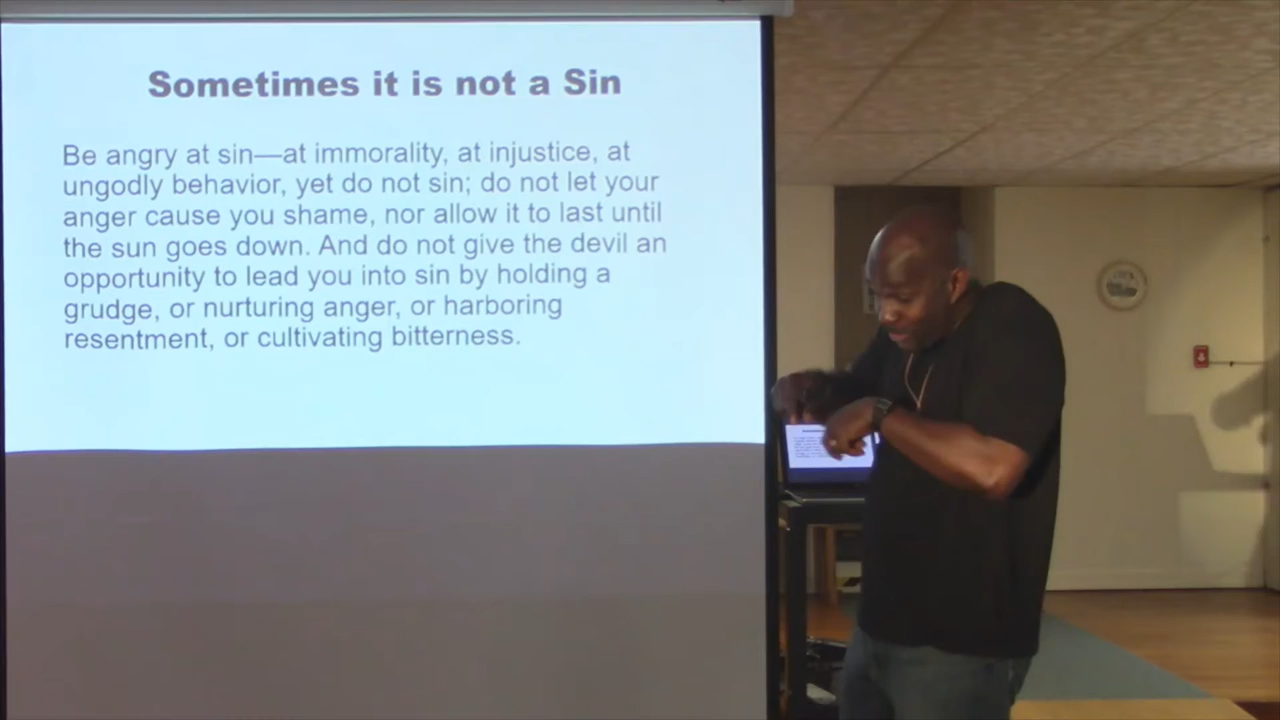 Sometimes it is not a Sin
Be angry at sin—at immorality, at injustice, at
ungodly behavior, yet do not sin; do not let your
anger cause you shame, nor allow it to last until
the sun goes down. And do not give the devil an
opportunity to lead you into sin by holding a
grudge, or nurturing anger, or harboring
resentment, or cultivating bitterness.